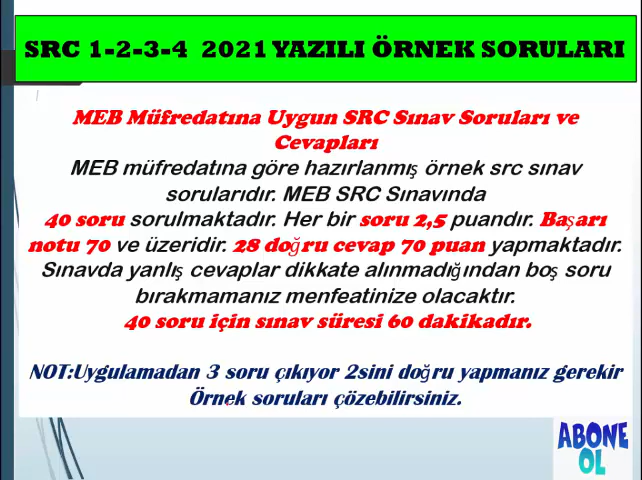 SRC 1-2-3-4 2021 YAZILI ÖRNEK SORULARI
MEB Müfredatına Uygun SRC Sınav Soruları ve
Cevapları
MEB müfredatına göre hazırlanmış örnek src sınav
sorularıdır. MEB SRC Sınavında
40 soru sorulmaktadır. Her bir soru 2,5 puandır. Başarı
notu 70 ve üzeridir. 28 doğru cevap 70 puan yapmaktadır.
Sınavda yanlış cevaplar dikkate alınmadığından boş soru
bırakmamanız menfeatinize olacaktır.
40 soru için sınav süresi 60 dakikadır.
NOT:Uygulamadan 3 soru çıkıyor 2sini doğru yapmanız gerekir
Örnek soruları çözebilirsiniz.
ABONE
OL